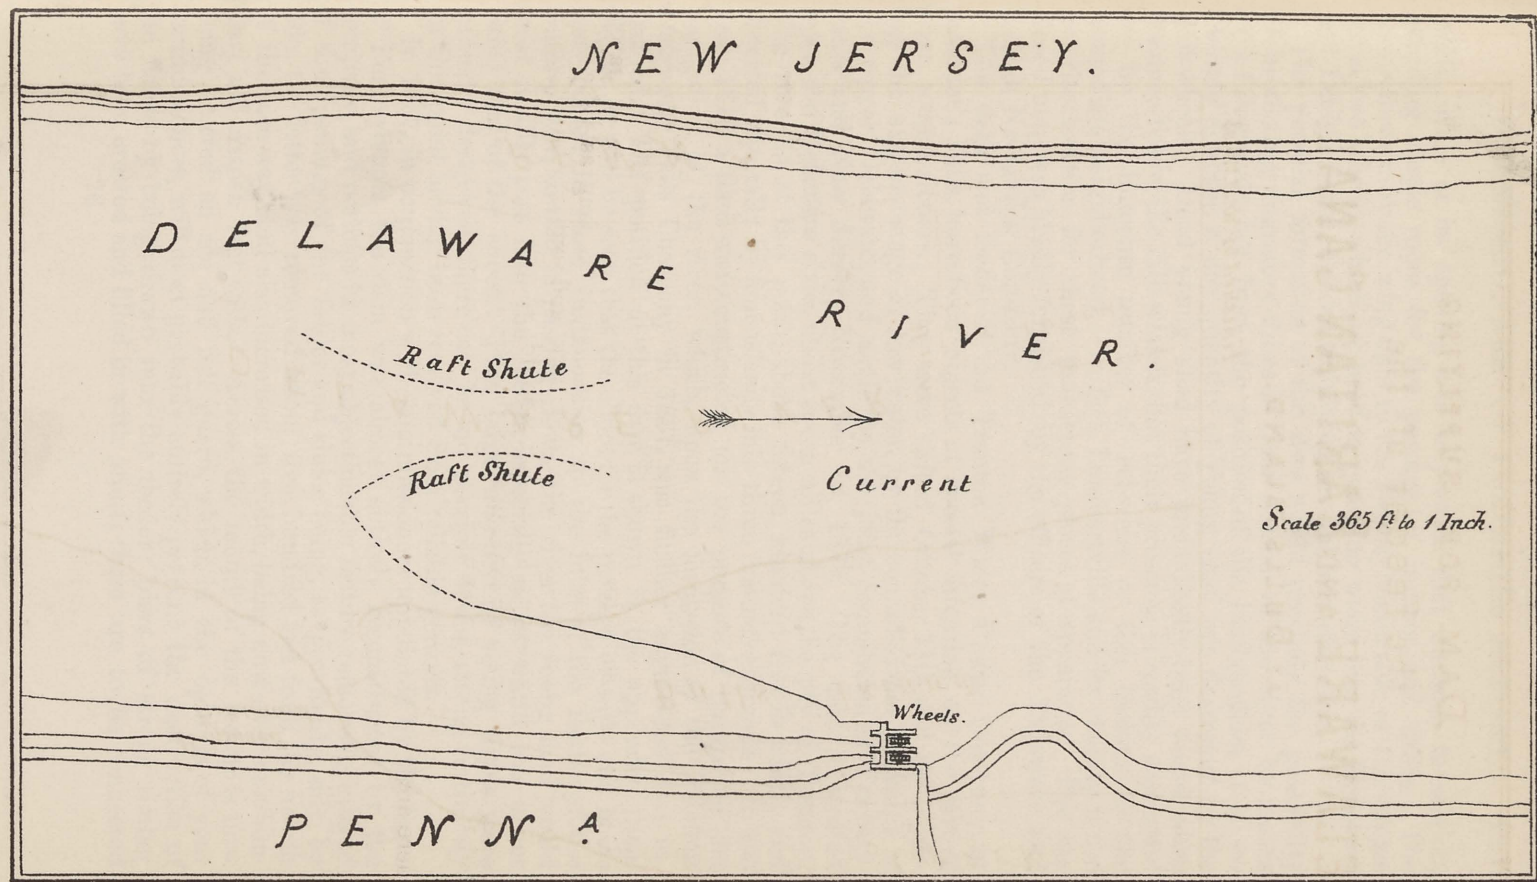 NEW JERSEY.
DELAWARE RIVER.
Raft Shute
Raft Shute
Current
Scale 365 ft to 1 Inch.
Wheels.
PENNA.